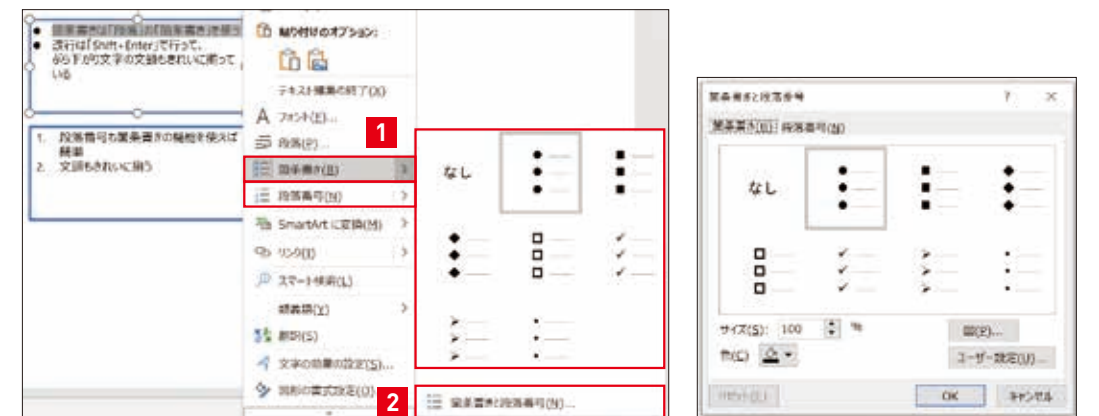 箇条書きは「段落」の「箇条書き」を使う
改行は「Shift+Enter」で行って、
ぶら下がり文字の文頭もきれいに揃って
いる
1. 段落番号も箇条書きの機能を使えば
簡単
2. 文頭もきれいに揃う
貼り付けのオプション:
テキスト編集の終了(X)
フォント(F)...
段落(P)...
1
箇条書き(B)
段落番号(N)
SmartArt に変換(M)
リンク(I)
スマート検索(L)
類義語(Y)
翻訳(S)
文字の効果の設定(S)...
図形の書式設定(O)...
なし
2
箇条書きと段落番号(N)...
箇条書きと段落番号
? ×
箇条書き(B) 段落番号(N)
なし
サイズ(S): 100 %
図(P)...
色(C)
ユーザー設定(U)...
リセット(E)
OK
キャンセル